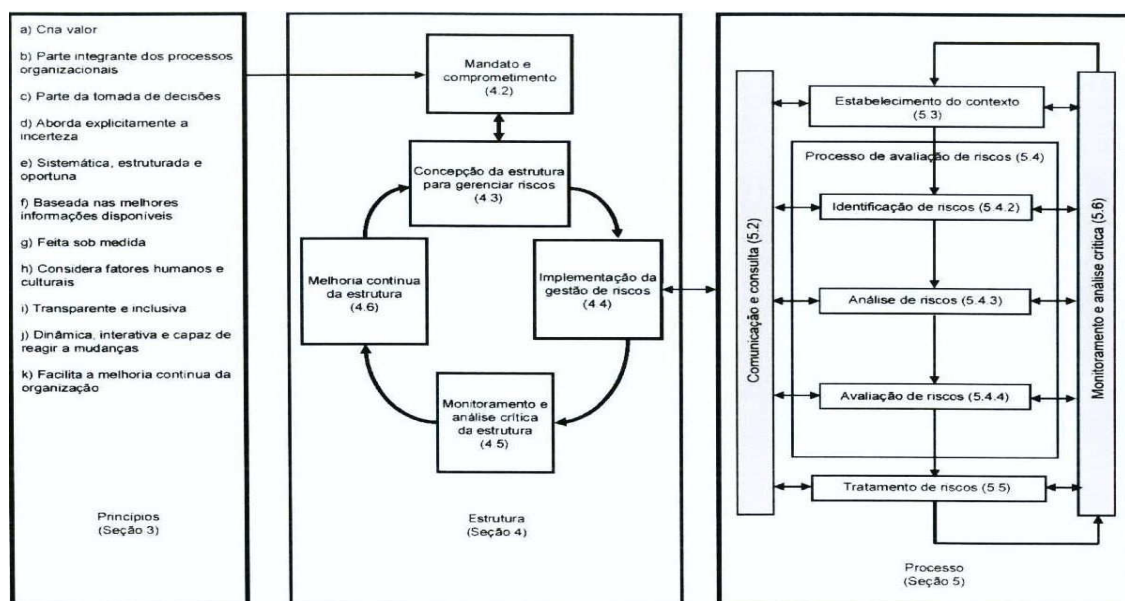 a) Cria valor
b) Parte integrante dos processos
organizacionais
c) Parte da tomada de decisões
d) Aborda explicitamente a
incerteza
e) Sistemática, estruturada e
oportuna
f) Baseada nas melhores
informações disponíveis
g) Feita sob medida
h) Considera fatores humanos e
culturais
i) Transparente e inclusiva
j) Dinâmica, interativa e capaz de
reagir a mudanças
k) Facilita a melhoria contínua da
organização
Princípios
(Seção 3)
Mandato e
comprometimento
(4.2)
Concepção da estrutura
para gerenciar riscos
(4.3)
Implementação da
gestão de riscos
(4.4)
Melhoria contínua
da estrutura
(4.6)
Monitoramento e
análise crítica
da estrutura
(4.5)
Estrutura
(Seção 4)
Comunicação e consulta (5.2)
Estabelecimento do contexto
(5.3)
Processo de avaliação de riscos (5.4)
Identificação de riscos (5.4.2)
Análise de riscos (5.4.3)
Avaliação de riscos (5.4.4)
Tratamento de riscos (5.5)
Monitoramento e análise crítica (5.6)
Processo
(Seção 5)